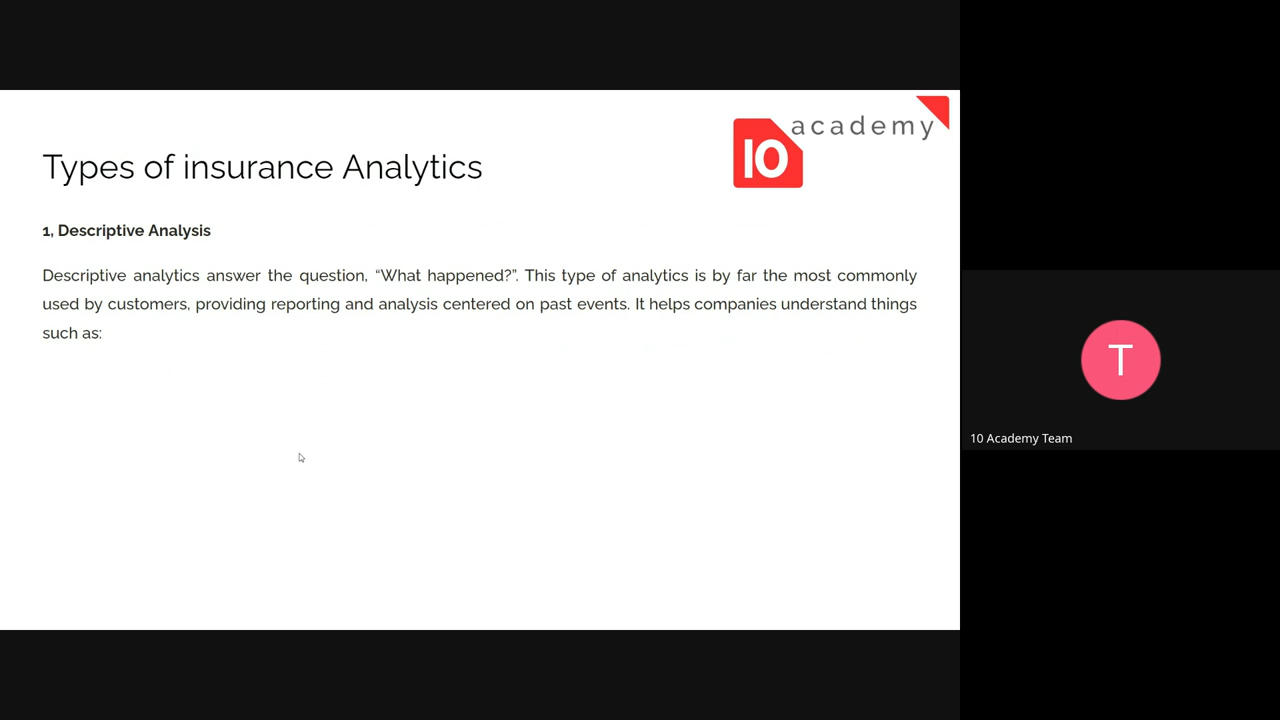 10 academy
Types of insurance Analytics
1, Descriptive Analysis
Descriptive analytics answer the question, “What happened?”. This type of analytics is by far the most commonly
used by customers, providing reporting and analysis centered on past events. It helps companies understand things
such as:
T
10 Academy Team